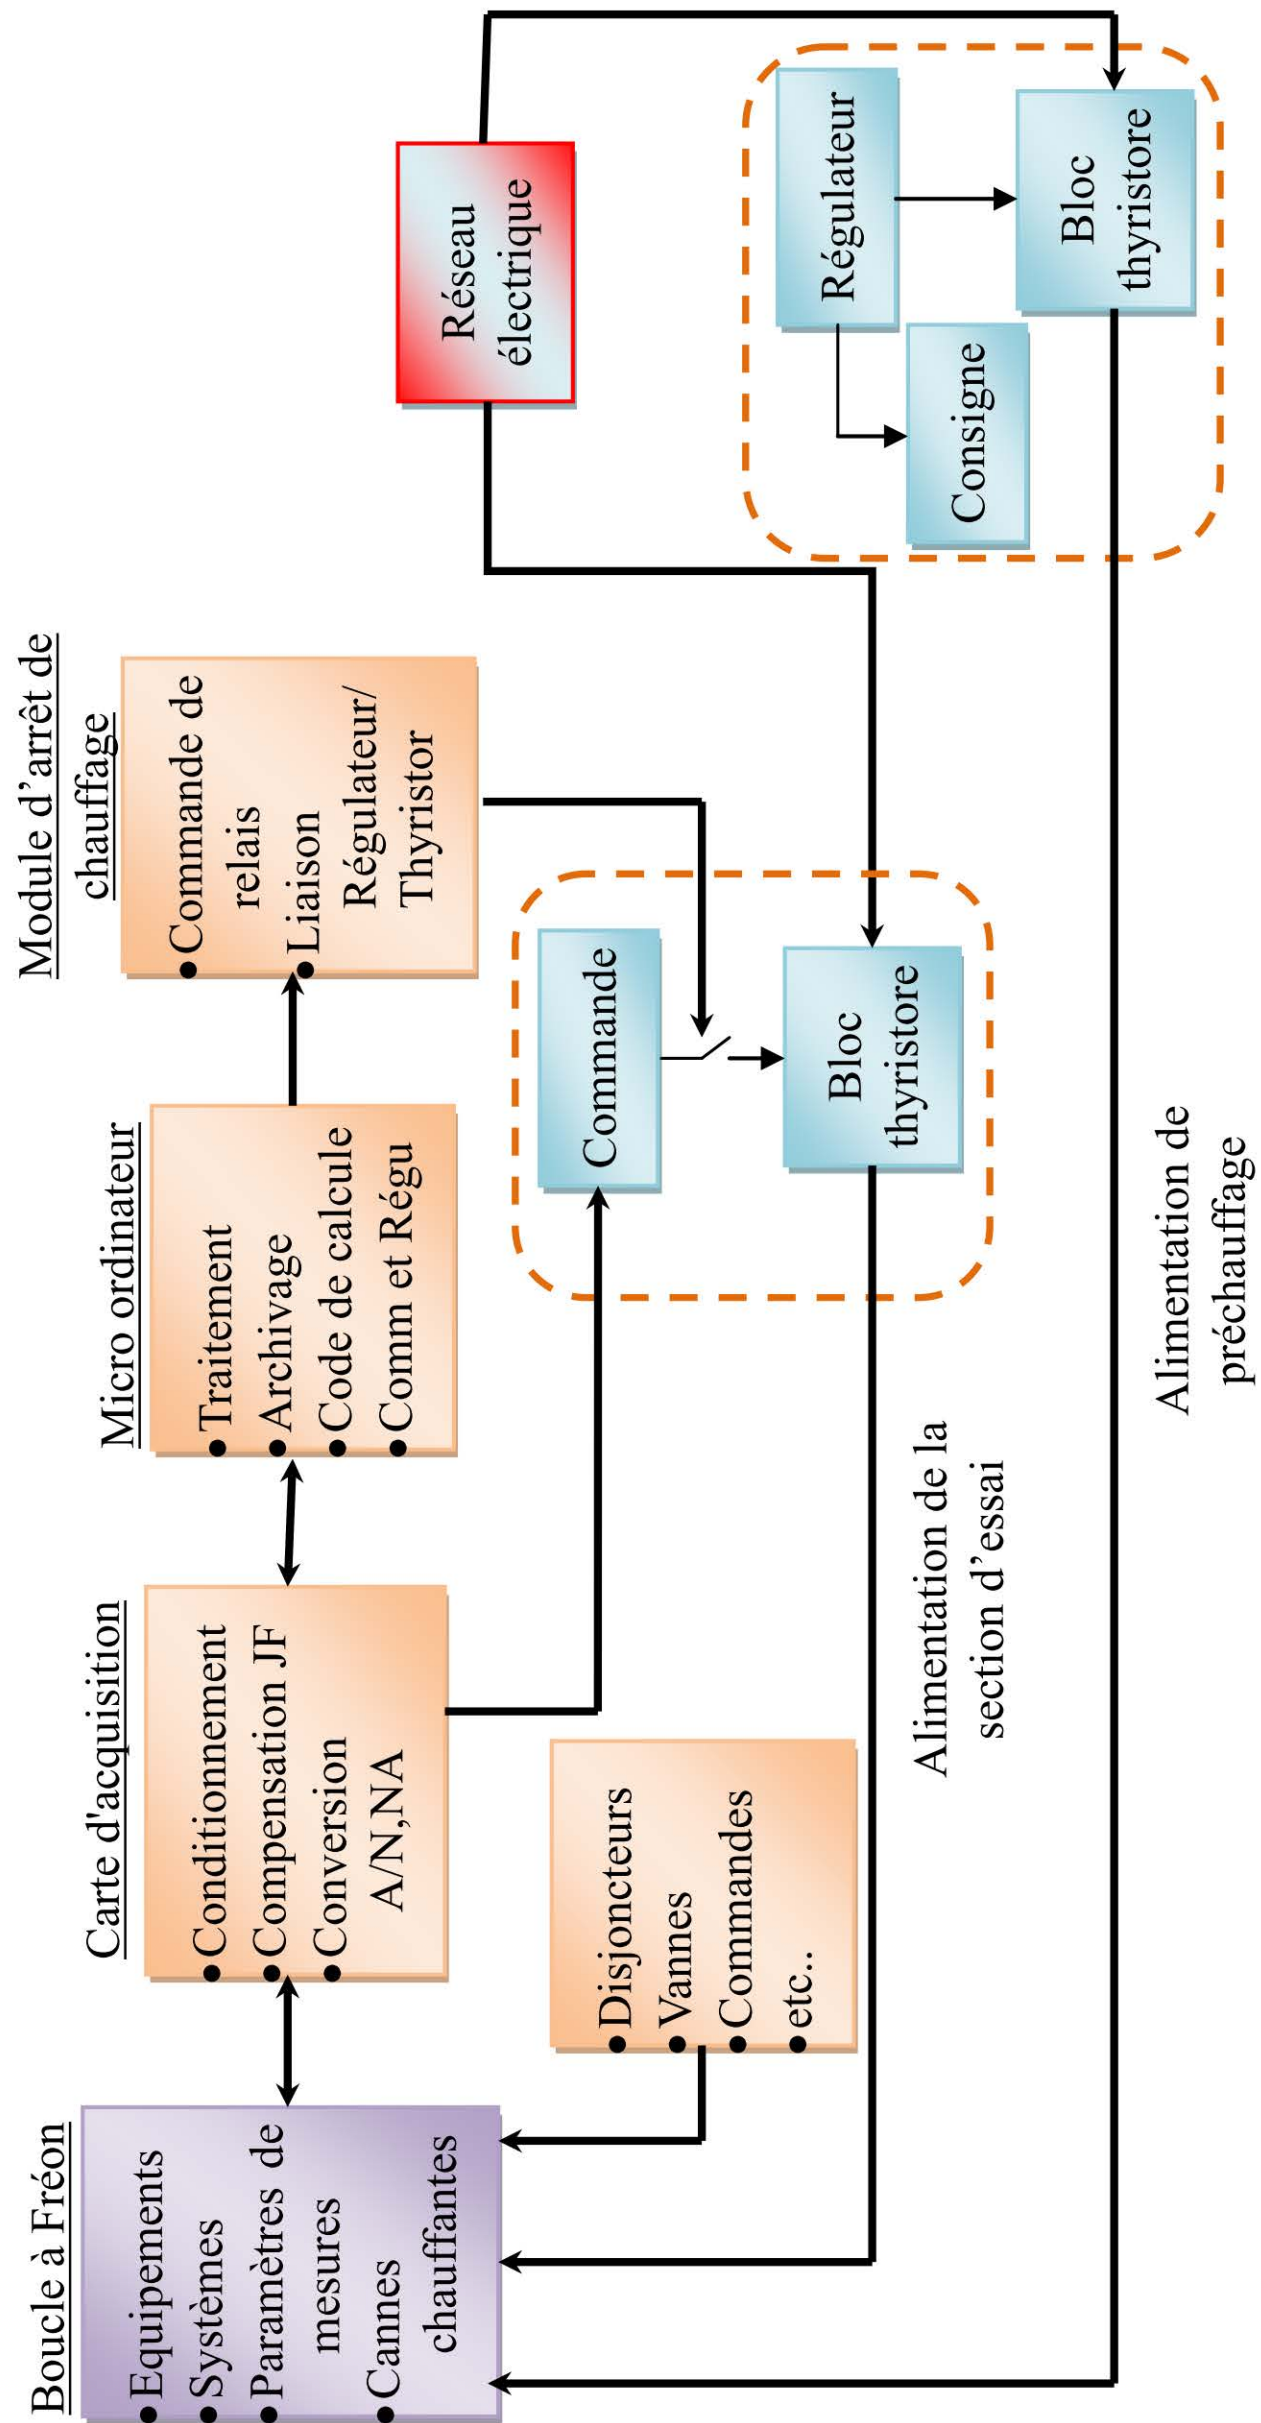 Boucle à Fréon
● Equipements
● Systèmes
● Paramètres de
mesures
● Cannes
chauffantes
Carte d'acquisition
● Conditionnement
● Compensation JF
● Conversion
A/N,NA
Micro ordinateur
● Traitement
● Archivage
● Code de calcule
● Comm et Régu
Module d’arrêt de
chauffage
● Commande de
relais
● Liaison
Régulateur/
Thyristor
● Disjoncteurs
● Vannes
● Commandes
● etc..
Commande
Bloc
thyristore
Réseau
électrique
Régulateur
Consigne
Bloc
thyristore
Alimentation de la
section d’essai
Alimentation de
préchauffage